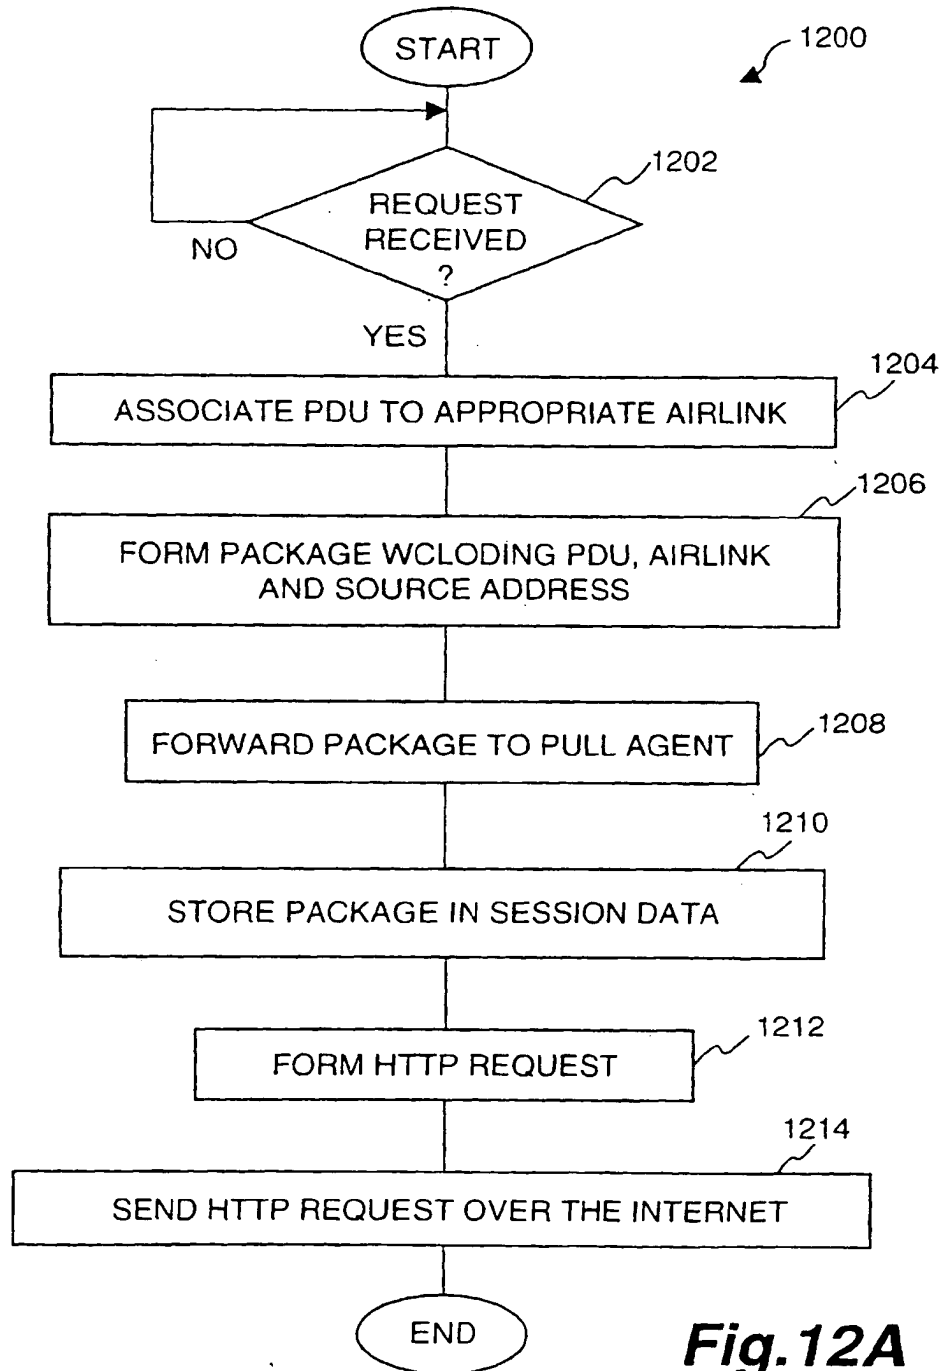 START
1200
1202
REQUEST
RECEIVED
?
NO
YES
1204
ASSOCIATE PDU TO APPROPRIATE AIRLINK
1206
FORM PACKAGE WCLODING PDU, AIRLINK
AND SOURCE ADDRESS
1208
FORWARD PACKAGE TO PULL AGENT
1210
STORE PACKAGE IN SESSION DATA
1212
FORM HTTP REQUEST
1214
SEND HTTP REQUEST OVER THE INTERNET
END
Fig.12A